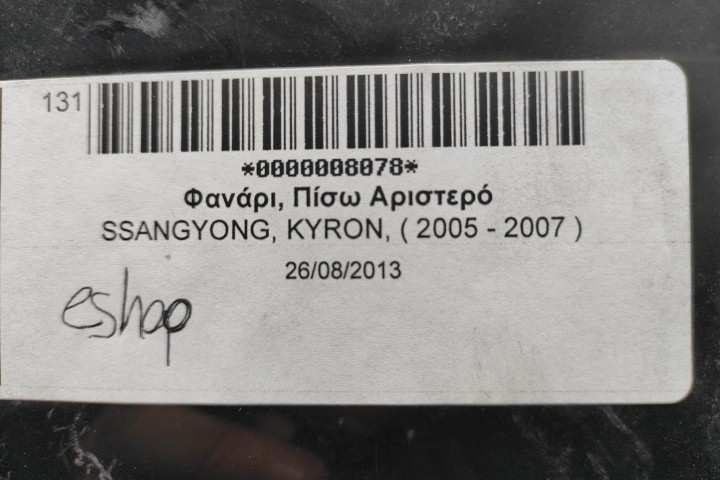 131
*0000008078*
Φανάρι, Πίσω Αριστερό
SSANGYONG, KYRON, ( 2005 - 2007 )
26/08/2013
eshop